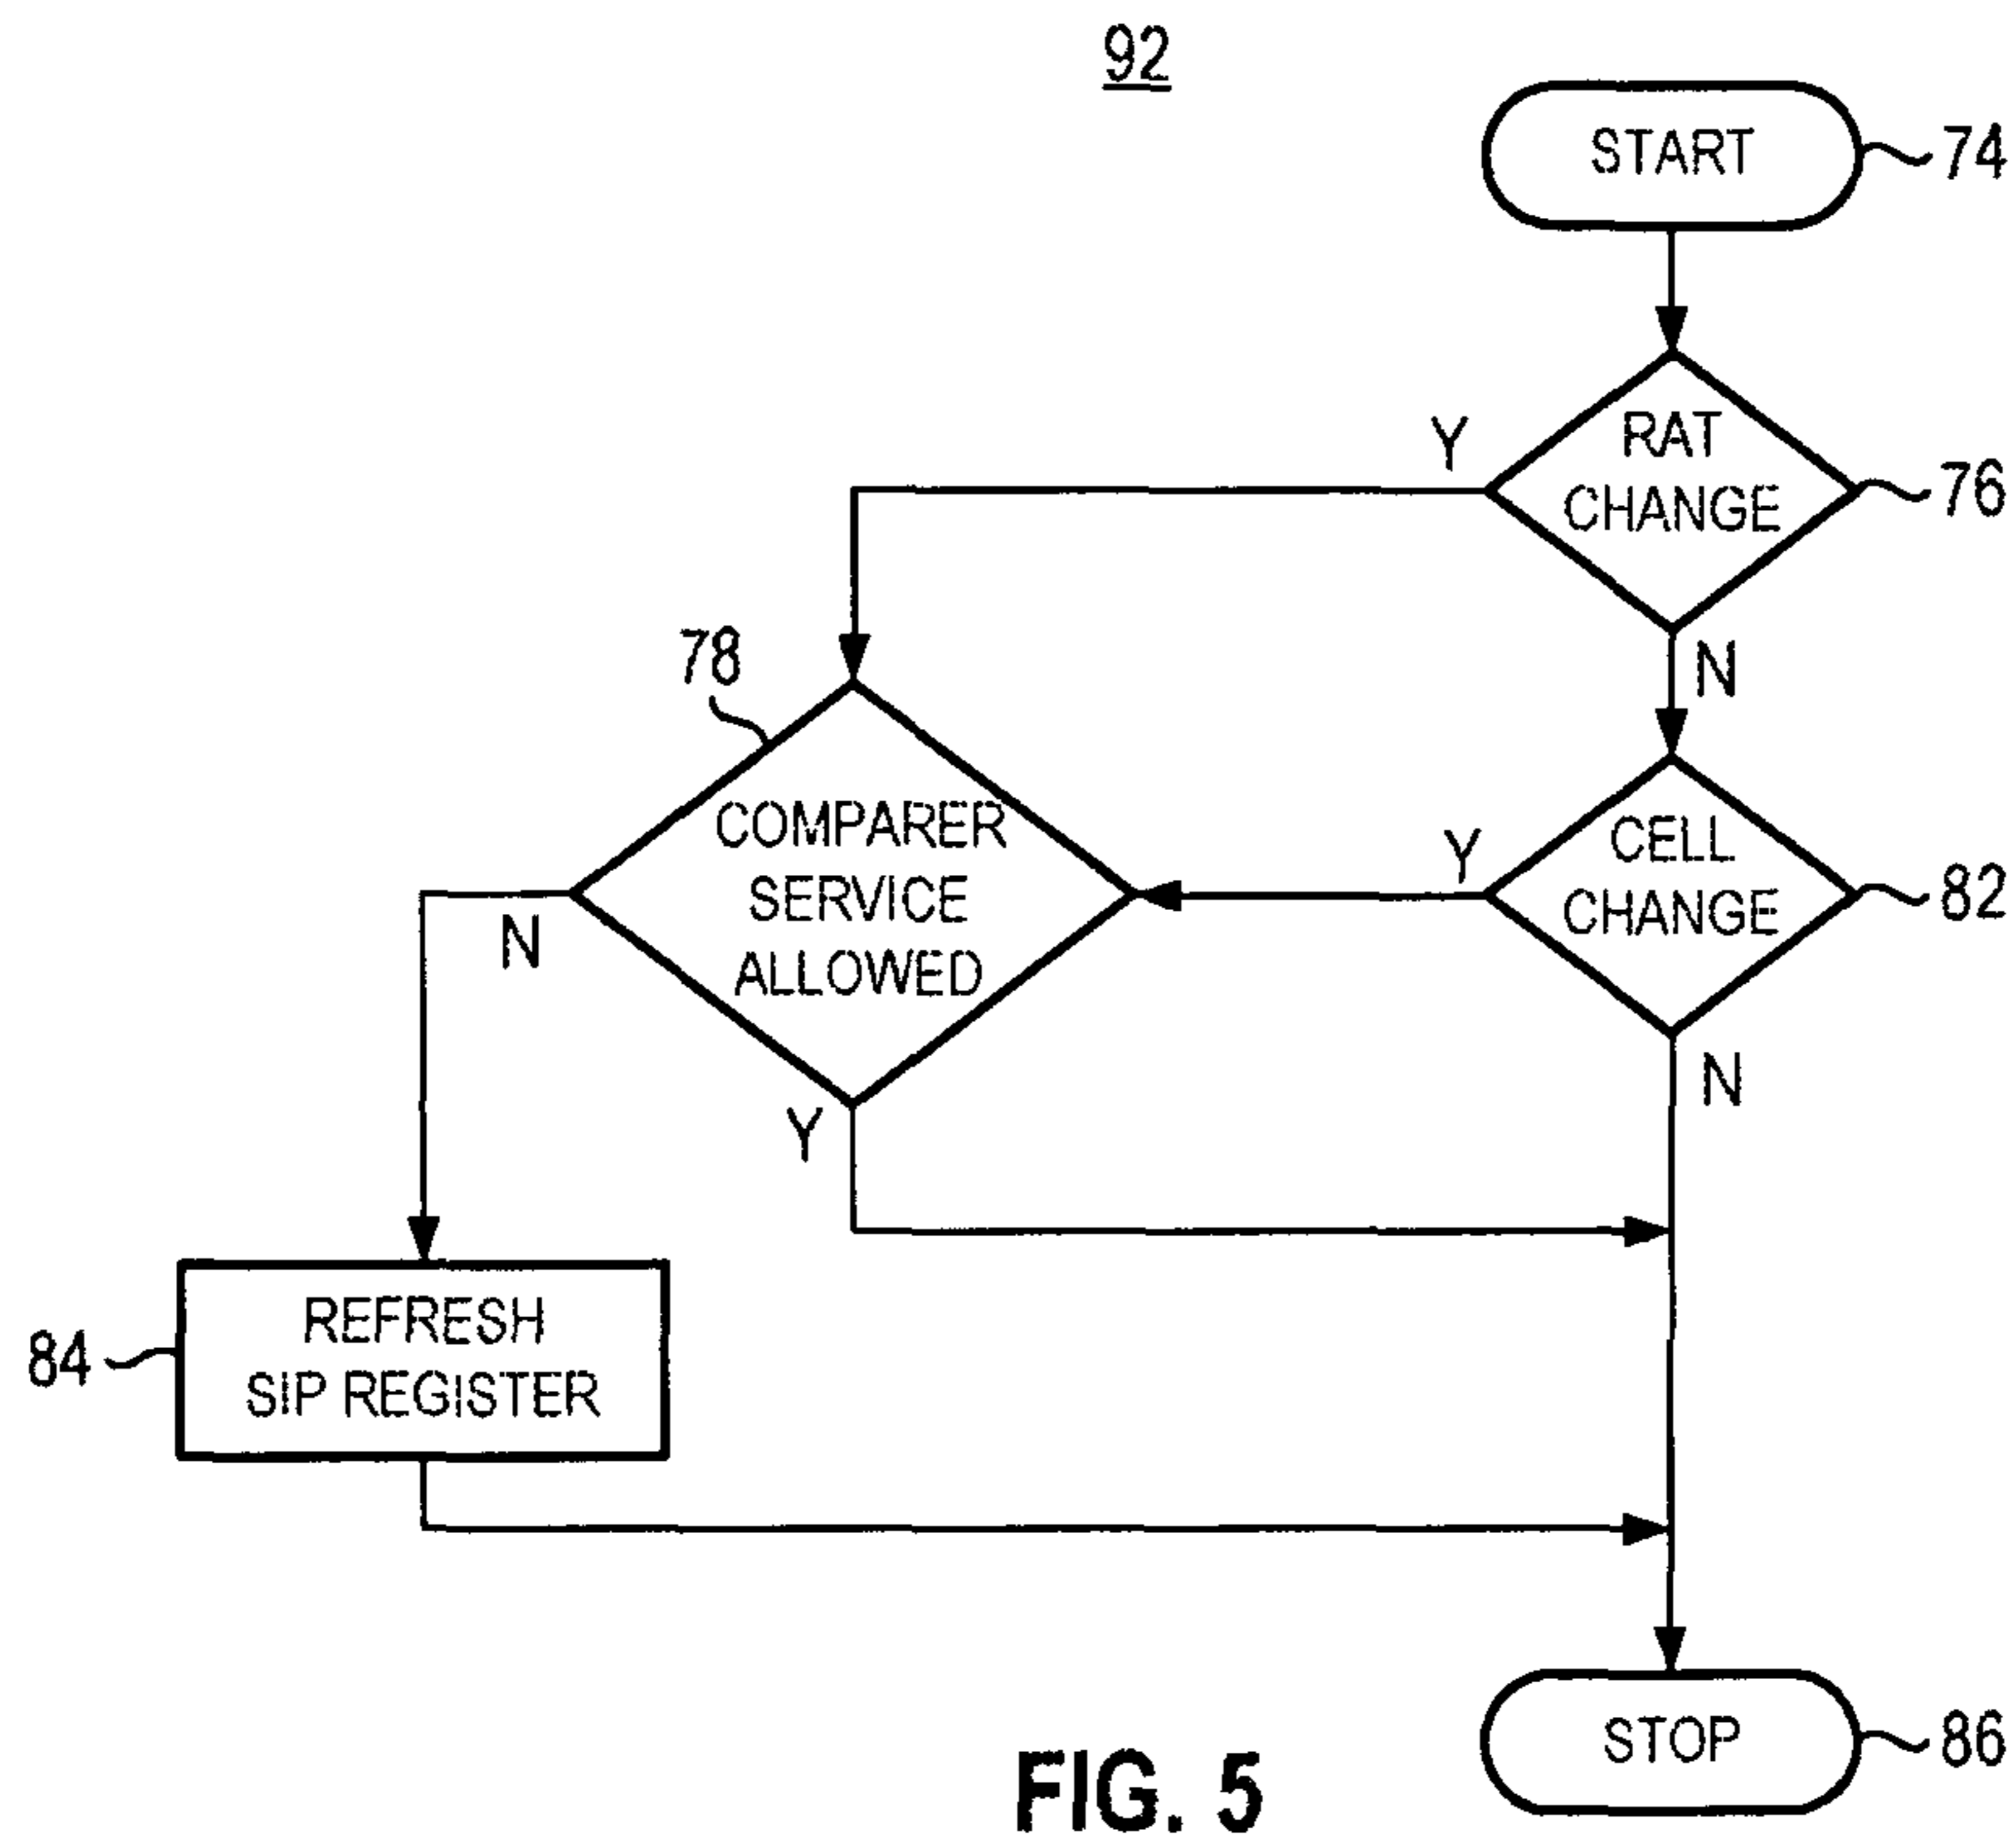 92
START
74
RAT
CHANGE
76
Y
N
78
COMPARER
SERVICE
ALLOWED
Y
CELL
CHANGE
82
N
N
Y
REFRESH
SIP REGISTER
84
STOP
86
FIG. 5